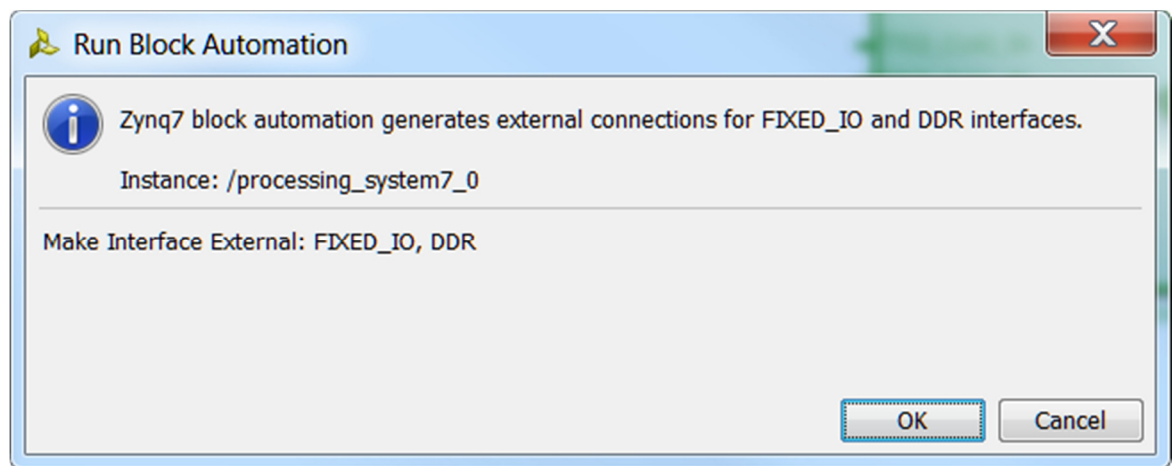 Run Block Automation
Zynq7 block automation generates external connections for FIXED_IO and DDR interfaces.
Instance: /processing_system7_0
Make Interface External: FIXED_IO, DDR
OK Cancel